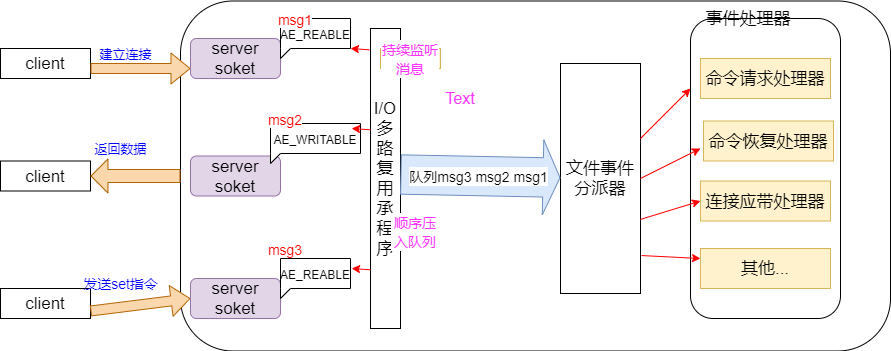 client
建立连接
server
soket
msg1
AE_REABLE
持续监听
消息
Text
client
返回数据
server
soket
msg2
AE_WRITABLE
client
发送set指令
server
soket
msg3
AE_REABLE
I/O
多
路
复
用
承
程
序
顺序压
入队列
队列msg3 msg2 msg1
文件事件
分派器
事件处理器
命令请求处理器
命令恢复处理器
连接应带处理器
其他...